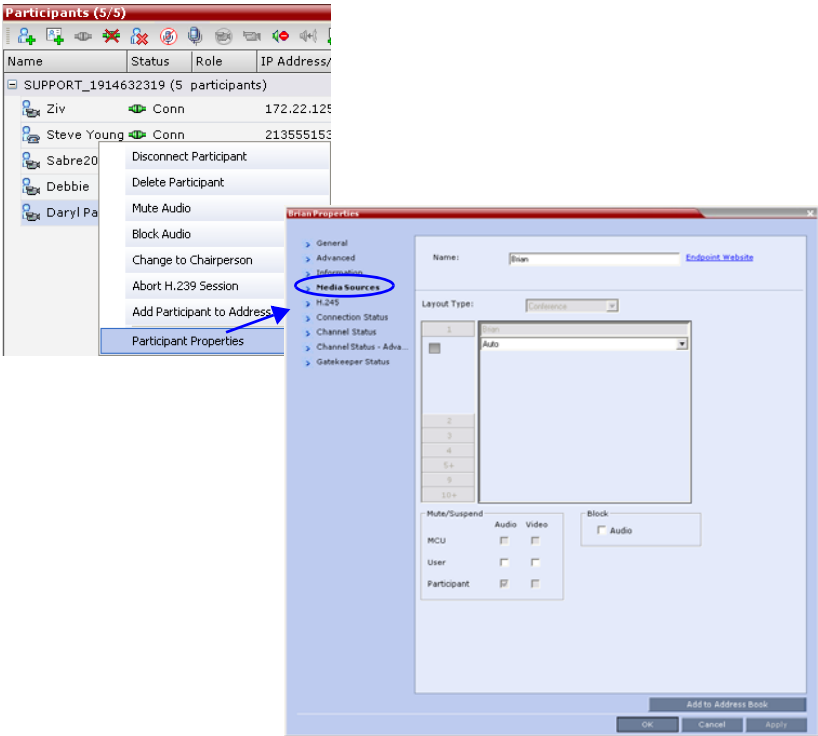 Participants (5/5)
Name Status Role IP Address/
SUPPORT_1914632319 (5 participants)
Ziv Conn 172.22.125
Steve Young Conn 213555153
Sabre20
Debbie
Daryl Pa
Disconnect Participant
Delete Participant
Mute Audio
Block Audio
Change to Chairperson
Abort H.239 Session
Add Participant to Address
Participant Properties
Brian Properties
General
Advanced
Information
Media Sources
H.245
Connection Status
Channel Status
Channel Status - Adva...
Gatekeeper Status
Name: Brian Endpoint Website
Layout Type: Conference
1 Brian
Auto
2
3
4
5+
9
10+
Mute/Suspend
Audio Video
MCU
User
Participant
Block
Audio
Add to Address Book
OK Cancel Apply